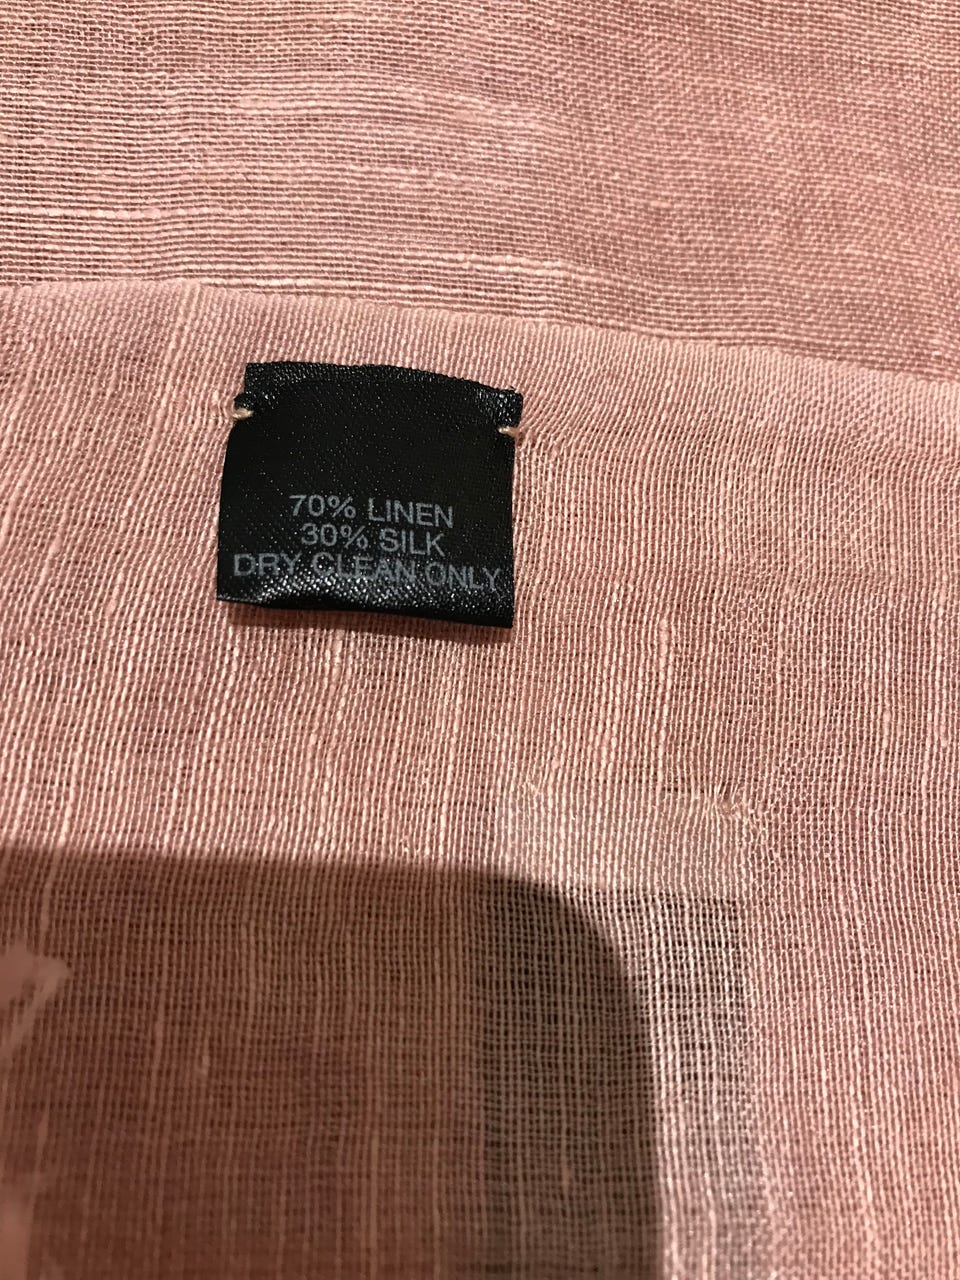 70% LINEN
30% SILK
DRY CLEAN ONLY